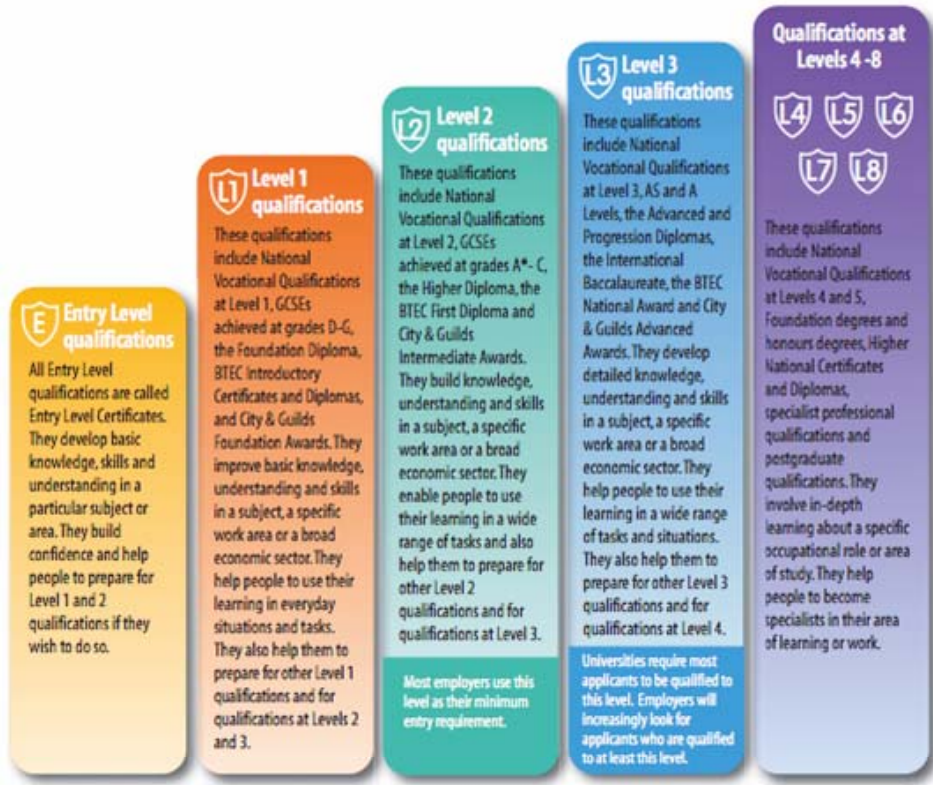 E
Entry Level
qualifications
All Entry Level
qualifications are called
Entry Level Certificates.
They develop basic
knowledge, skills and
understanding in a
particular subject or
area. They build
confidence and help
people to prepare for
Level 1 and 2
qualifications if they
wish to do so.
L1
Level 1
qualifications
These qualifications
include National
Vocational Qualifications
at Level 1, GCSEs
achieved at grades D-G,
the Foundation Diploma,
BTEC Introductory
Certificates and Diplomas,
and City & Guilds
Foundation Awards. They
improve basic knowledge,
understanding and skills
in a subject, a specific
work area or a broad
economic sector. They
help people to use their
learning in everyday
situations and tasks.
They also help them to
prepare for other Level 1
qualifications and for
qualifications at Levels 2
and 3.
L2
Level 2
qualifications
These qualifications
include National
Vocational Qualifications
at Level 2, GCSEs
achieved at grades A*- C,
the Higher Diploma, the
BTEC First Diploma and
City & Guilds
Intermediate Awards.
They build knowledge,
understanding and skills
in a subject, a specific
work area or a broad
economic sector. They
enable people to use
their learning in a wide
range of tasks and also
help them to prepare for
other Level 2
qualifications and for
qualifications at Level 3.
Most employers use this
level as their minimum
entry requirement.
L3
Level 3
qualifications
These qualifications
include National
Vocational Qualifications
at Level 3, AS and A
Levels, the Advanced and
Progression Diplomas,
the International
Baccalaureate, the BTEC
National Award and City
& Guilds Advanced
Awards. They develop
detailed knowledge,
understanding and skills
in a subject, a specific
work area or a broad
economic sector. They
help people to use their
learning in a wide range
of tasks and situations.
They also help them to
prepare for other Level 3
qualifications and for
qualifications at Level 4.
Universities require most
applicants to be qualified to
this level. Employers will
increasingly look for
applicants who are qualified
to at least this level.
Qualifications at
Levels 4 -8
L4 L5 L6
L7 L8
These qualifications
include National
Vocational Qualifications
at Levels 4 and 5,
Foundation degrees and
honours degrees, Higher
National Certificates
and Diplomas,
specialist professional
qualifications and
postgraduate
qualifications. They
involve in-depth
learning about a specific
occupational role or area
of study. They help
people to become
specialists in their area
of learning or work.